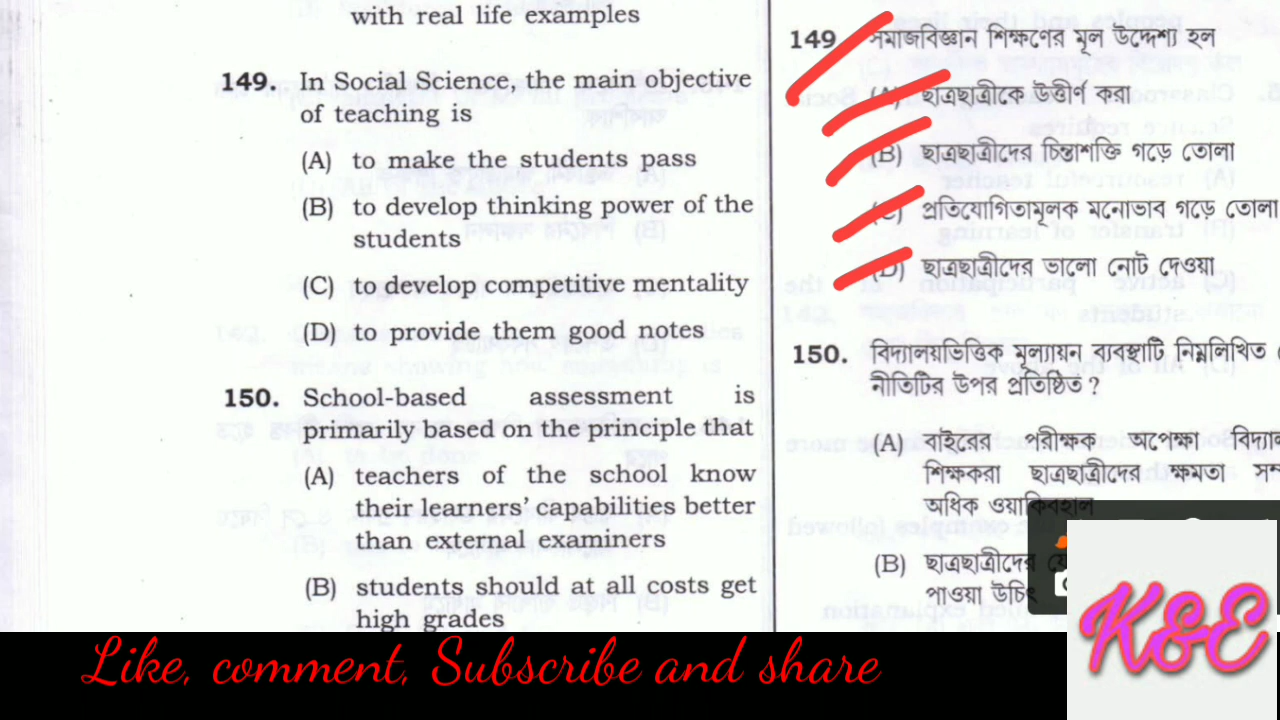 with real life examples
149. In Social Science, the main objective
of teaching is
(A) to make the students pass
(B) to develop thinking power of the
students
(C) to develop competitive mentality
(D) to provide them good notes
150. School-based assessment is
primarily based on the principle that
(A) teachers of the school know
their learners' capabilities better
than external examiners
(B) students should at all costs get
high grades
149 সমাজবিজ্ঞান শিক্ষণের মূল উদ্দেশ্য হল
(A) ছাত্রছাত্রীকে উত্তীর্ণ করা
(B) ছাত্রছাত্রীদের চিন্তাশক্তি গড়ে তোলা
(C) প্রতিযোগিতামূলক মনোভাব গড়ে তোলা
(D) ছাত্রছাত্রীদের ভালো নোট দেওয়া
150. বিদ্যালয়ভিত্তিক মূল্যায়ন ব্যবস্থাটি নিম্নলিখিত
নীতিটির উপর প্রতিষ্ঠিত ?
(A) বাইরের পরীক্ষক অপেক্ষা
শিক্ষকরা ছাত্রছাত্রীদের ক্ষমতা
অধিক ওয়াকিবহাল
(B) ছাত্রছাত্রীদের
পাওয়া উচিৎ
Like, comment, Subscribe and share
K&E